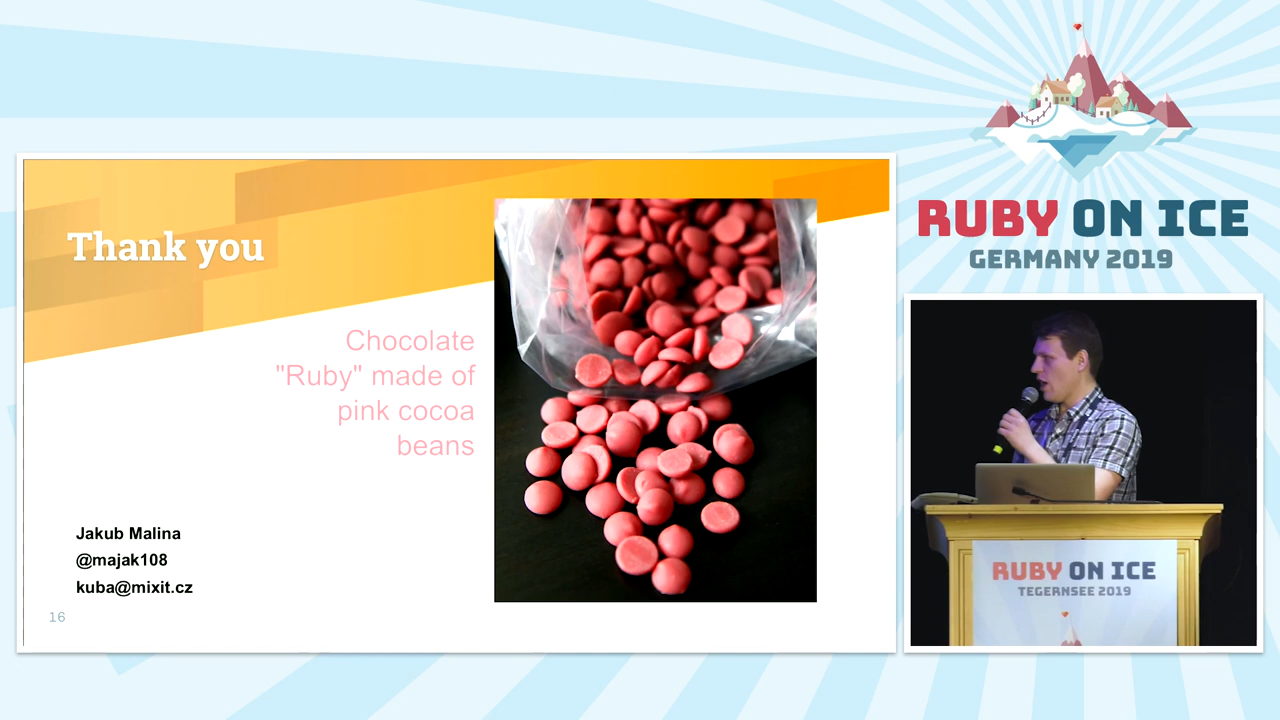 Thank you
Chocolate
"Ruby" made of
pink cocoa
beans
Jakub Malina
@majak108
kuba@mixit.cz
16
RUBY ON ICE
GERMANY 2019
RUBY ON ICE
TEGERNSEE 2019